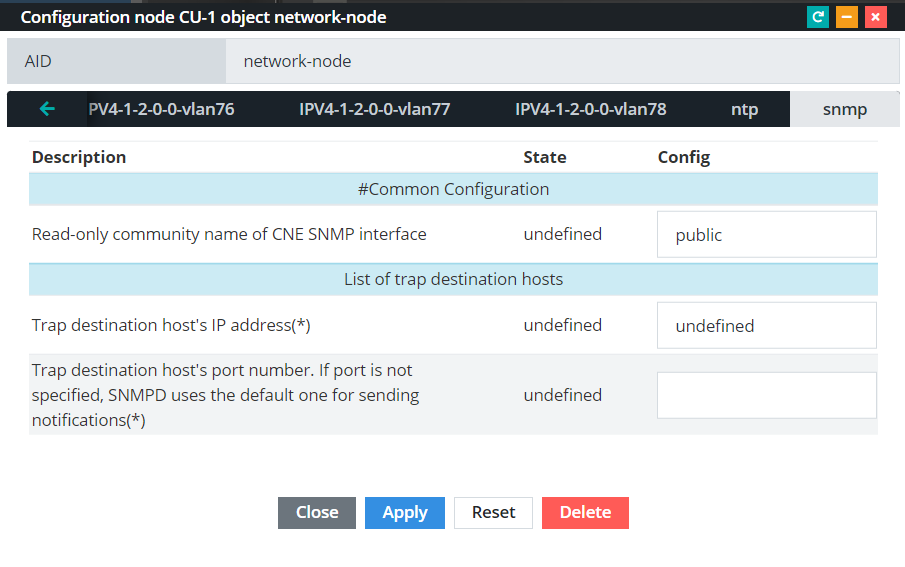 Configuration node CU-1 object network-node
AID network-node
PV4-1-2-0-0-vlan76 IPV4-1-2-0-0-vlan77 IPV4-1-2-0-0-vlan78 ntp snmp
Description State Config
#Common Configuration
Read-only community name of CNE SNMP interface undefined public
List of trap destination hosts
Trap destination host's IP address(*) undefined undefined
Trap destination host's port number. If port is not
specified, SNMPD uses the default one for sending undefined
notifications(*)
Close Apply Reset Delete